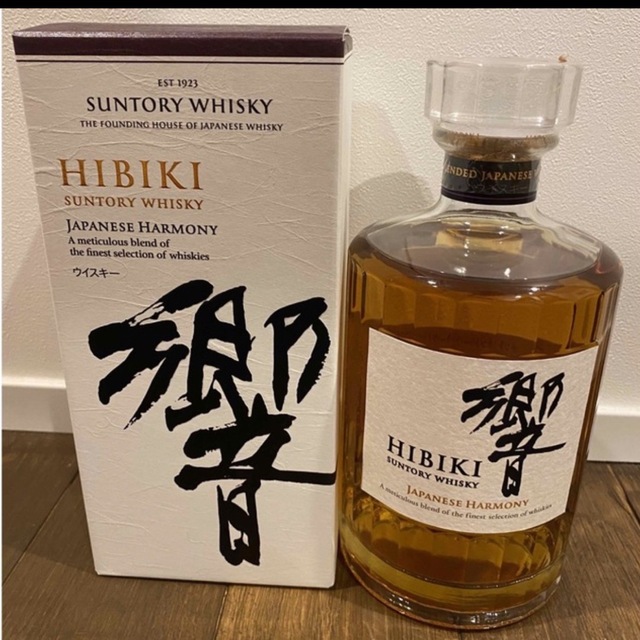 EST 1923
SUNTORY WHISKY
THE FOUNDING HOUSE OF JAPANESE WHISKY
HIBIKI
SUNTORY WHISKY
JAPANESE HARMONY
A meticulous blend of
the finest selection of whiskies
ウイスキー
響
ENDED JAPANESE
響
HIBIKI
SUNTORY WHISKY
JAPANESE HARMONY
A meticulous blend of the finest selection of whiskies